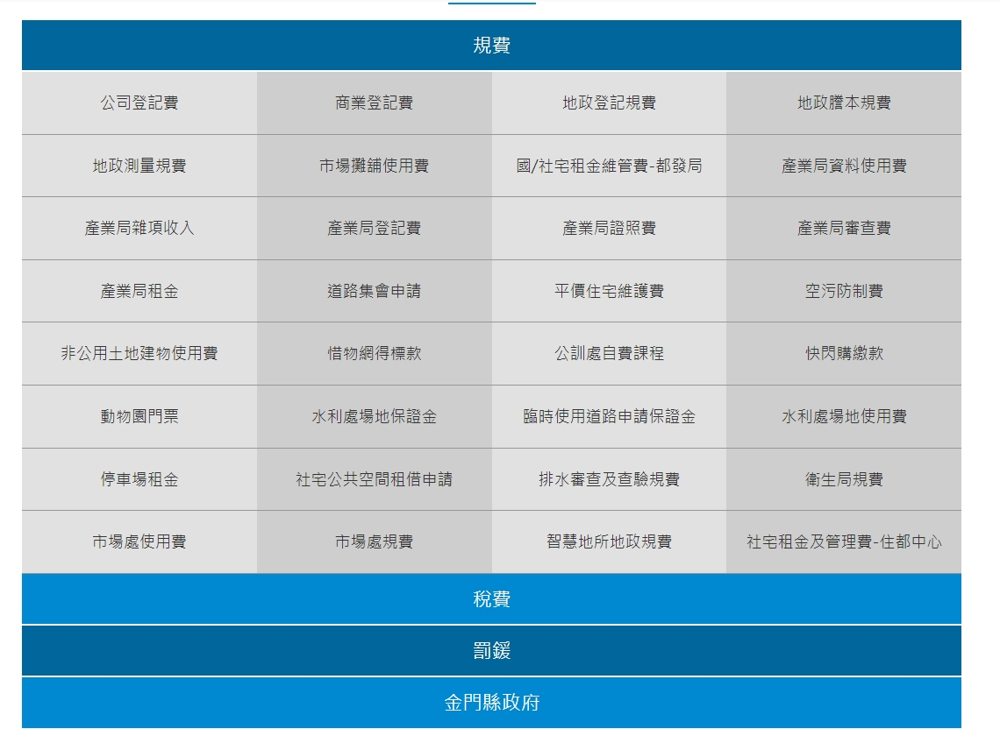 規費
公司登記費 商業登記費 地政登記規費 地政謄本規費
地政測量規費 市場攤舖使用費 國/社宅租金維管費-都發局 產業局資料使用費
產業局雜項收入 產業局登記費 產業局證照費 產業局審查費
產業局租金 道路集會申請 平價住宅維護費 空污防制費
非公用土地建物使用費 惜物網得標款 公訓處自費課程 快閃購繳款
動物園門票 水利處場地保證金 臨時使用道路申請保證金 水利處場地使用費
停車場租金 社宅公共空間租借申請 排水審查及查驗規費 衛生局規費
市場處使用費 市場處規費 智慧地所地政規費 社宅租金及管理費-住都中心
稅費
罰鍰
金門縣政府